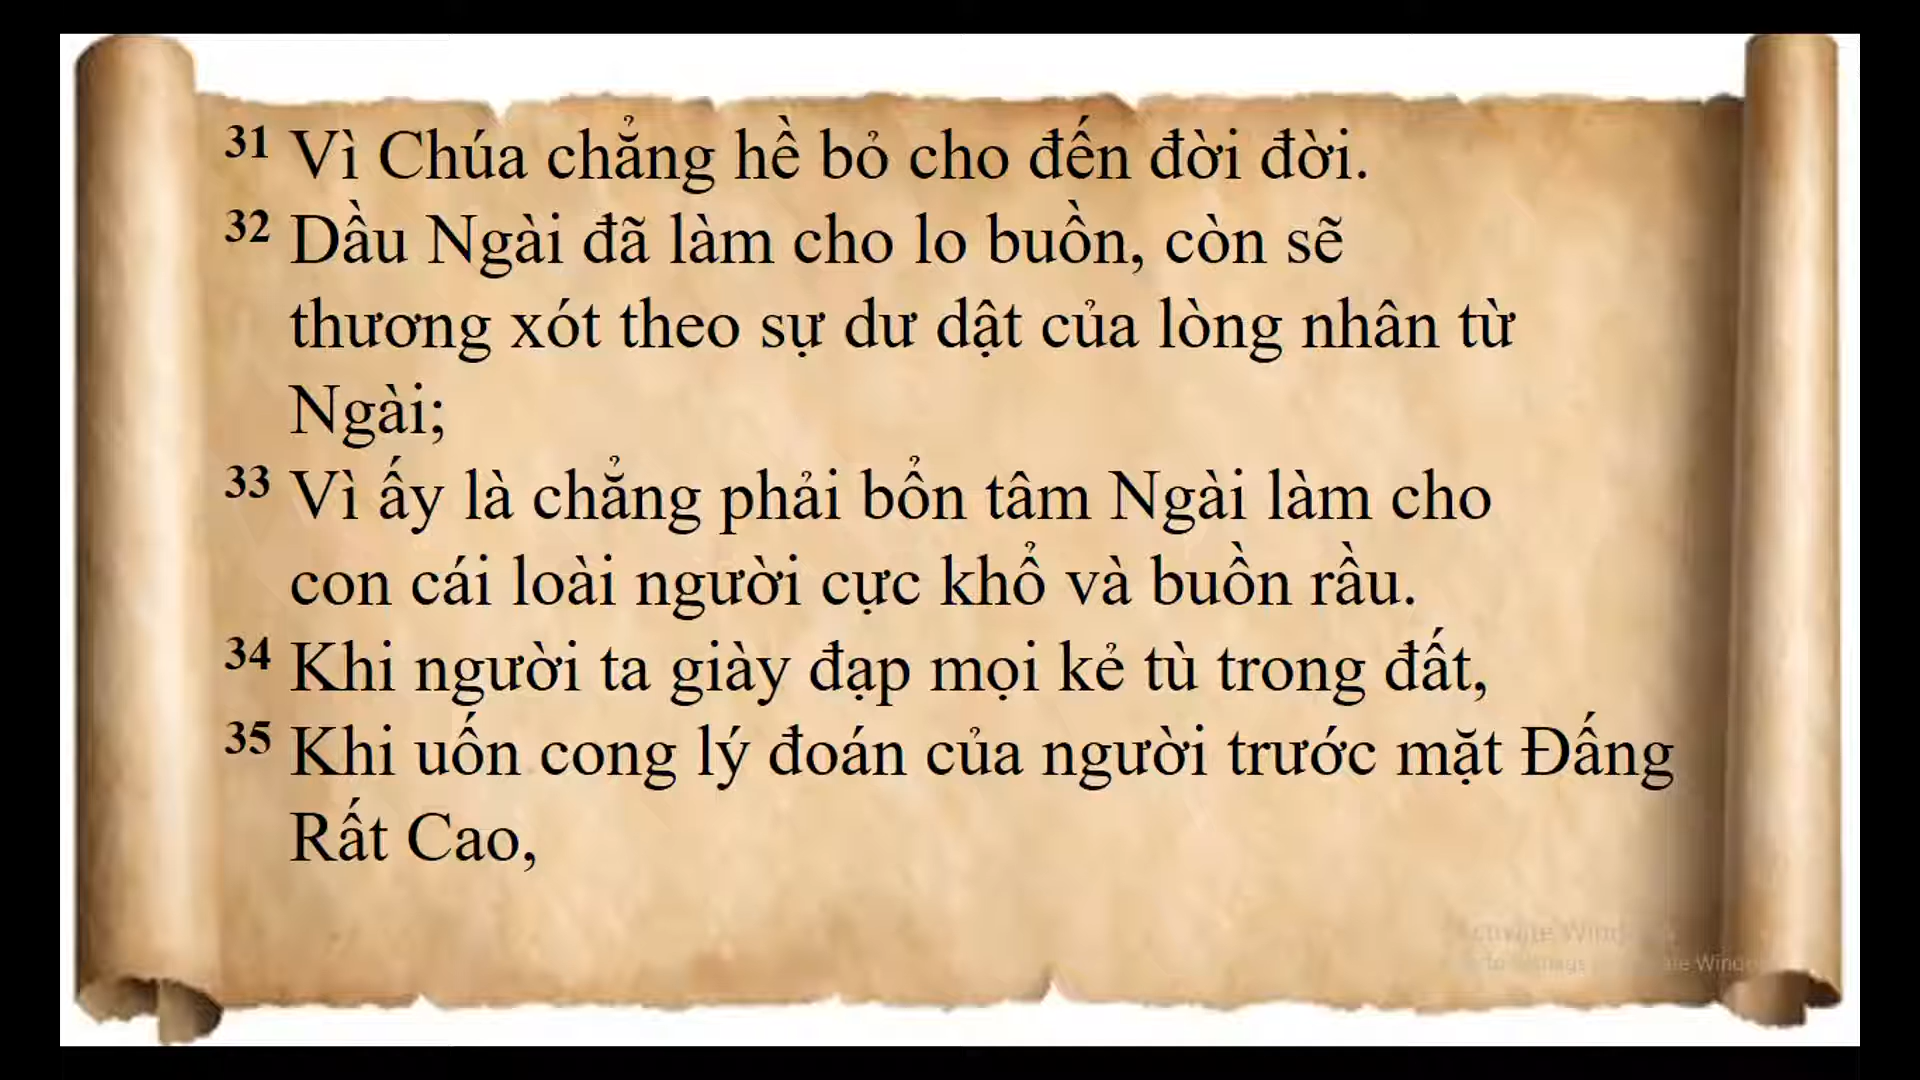 31 Vì Chúa chẳng hề bỏ cho đến đời đời.
32 Dầu Ngài đã làm cho lo buồn, còn sẽ
thương xót theo sự dư dật của lòng nhân từ
Ngài;
33 Vì ấy là chẳng phải bổn tâm Ngài làm cho
con cái loài người cực khổ và buồn rầu.
34 Khi người ta giày đạp mọi kẻ tù trong đất,
35 Khi uốn cong lý đoán của người trước mặt Đấng
Rất Cao,